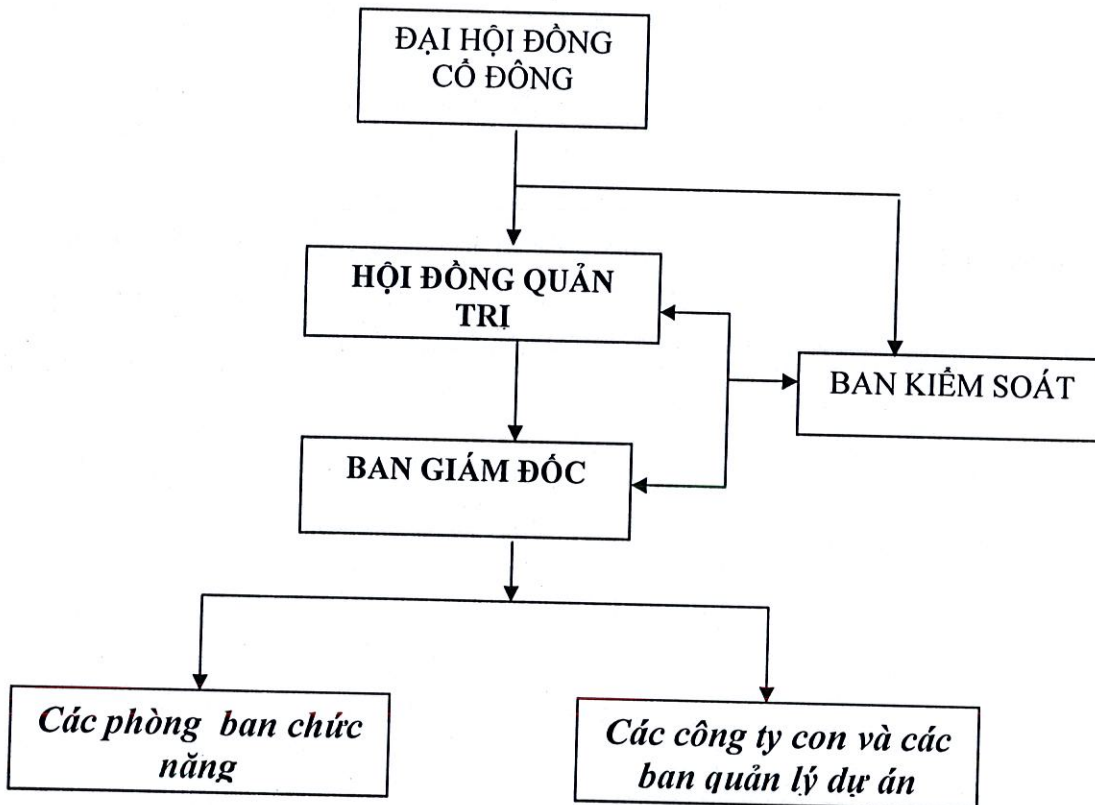 ĐẠI HỘI ĐỒNG
CỔ ĐÔNG
HỘI ĐỒNG QUẢN
TRỊ
BAN KIỂM SOÁT
BAN GIÁM ĐỐC
Các phòng ban chức
năng
Các công ty con và các
ban quản lý dự án